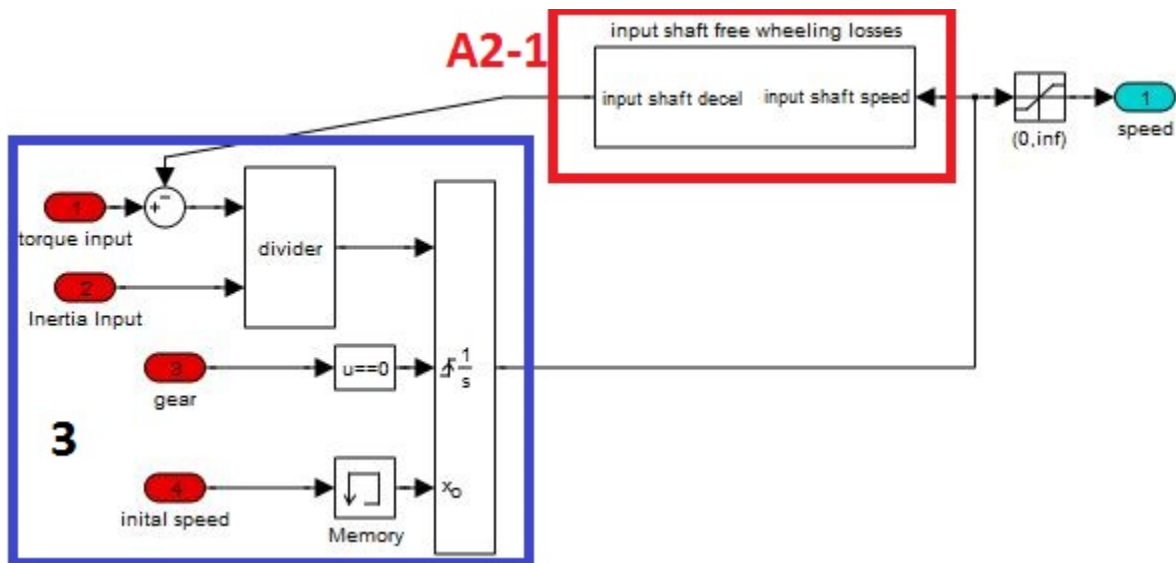 input shaft free wheeling losses
A2-1
input shaft decel
input shaft speed
1
speed
(0,inf)
+
−
1
torque input
divider
2
Inertia Input
3
gear
u==0
1
s
3
4
inital speed
Memory
xo